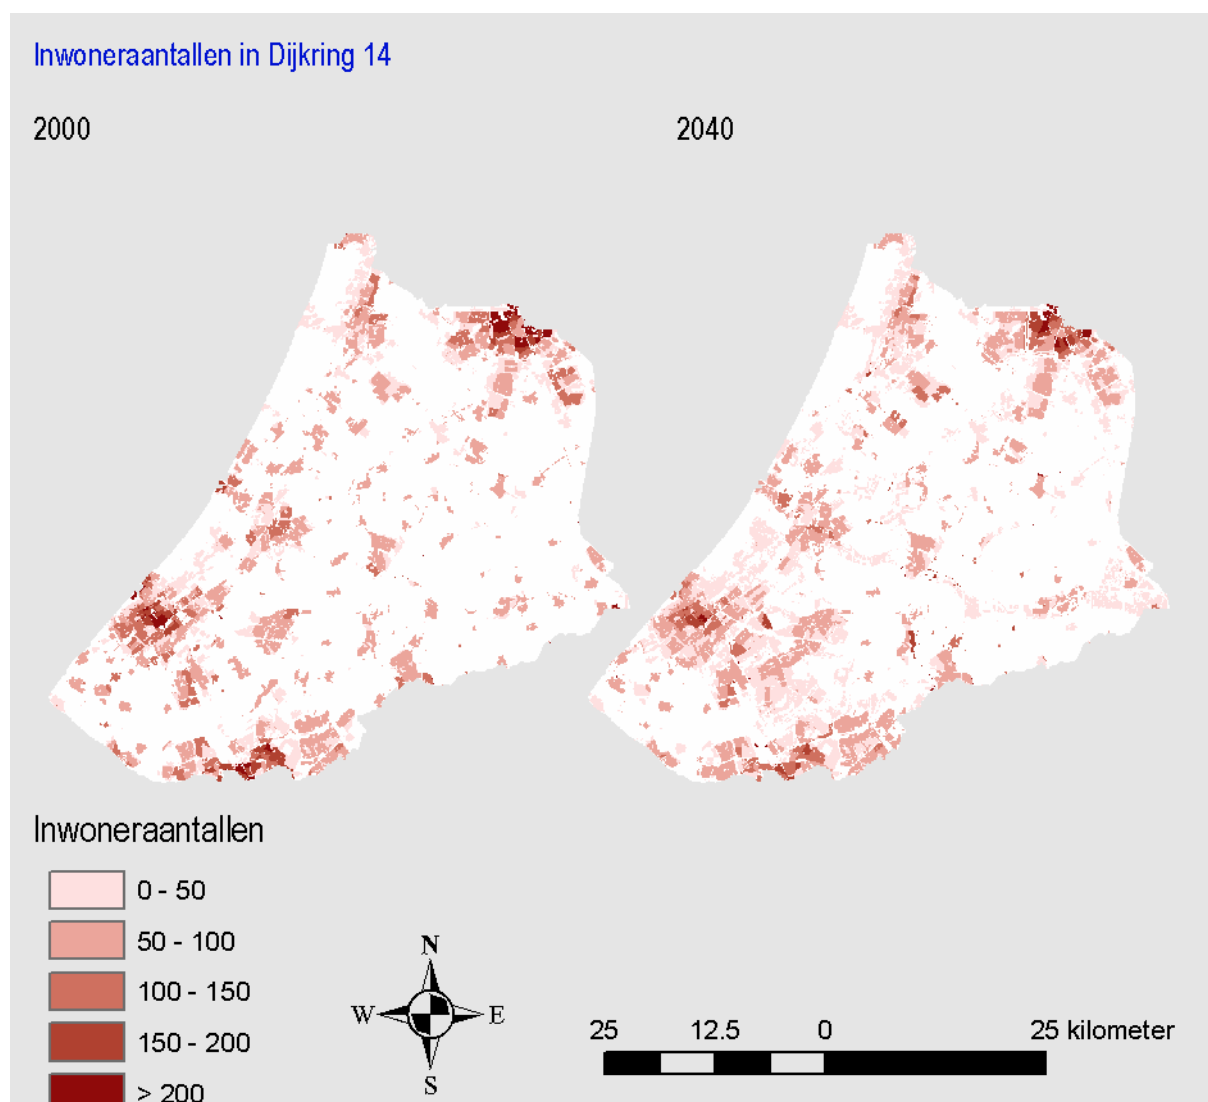 Inwoneraantallen in Dijkring 14
2000
2040
Inwoneraantallen
0 - 50
50 - 100
100 - 150
150 - 200
> 200
N
W
E
S
25 12.5 0 25 kilometer